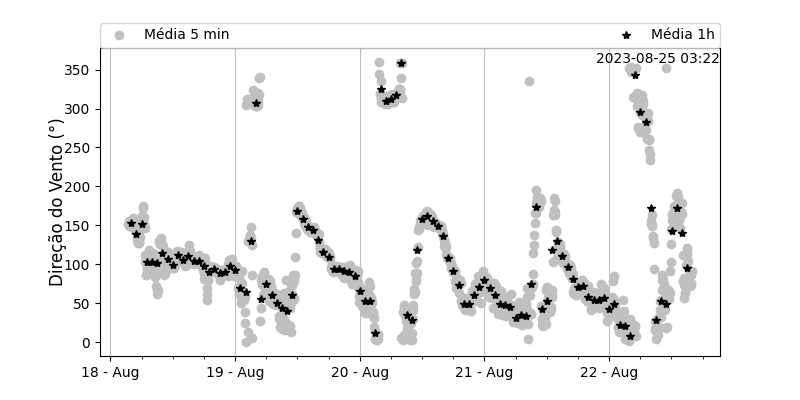 Média 5 min
Média 1h
2023-08-25 03:22
Direção do Vento (°)
350
300
250
200
150
100
50
0
18 - Aug
19 - Aug
20 - Aug
21 - Aug
22 - Aug